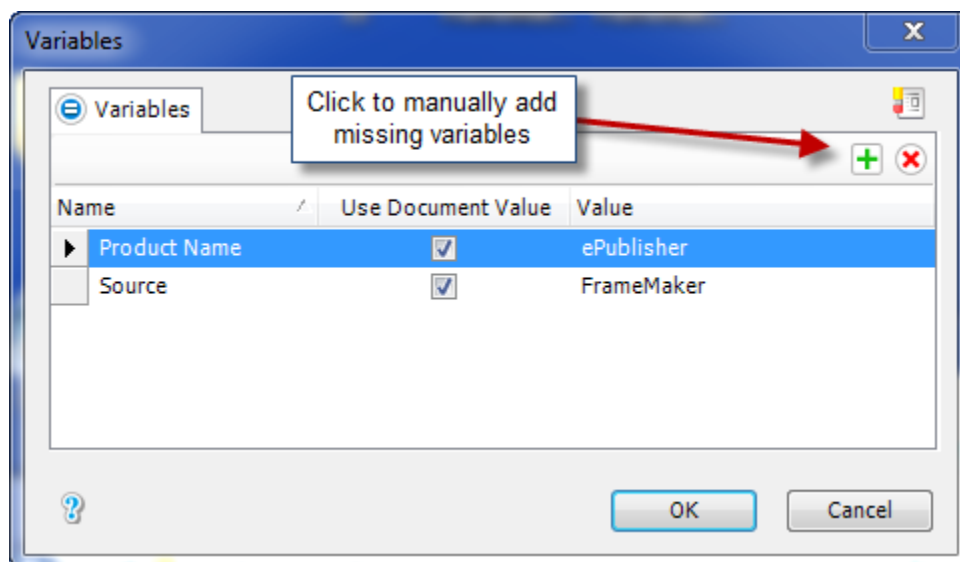 Variables
Variables
Click to manually add
missing variables
Name Use Document Value Value
Product Name ePublisher
Source FrameMaker
OK Cancel